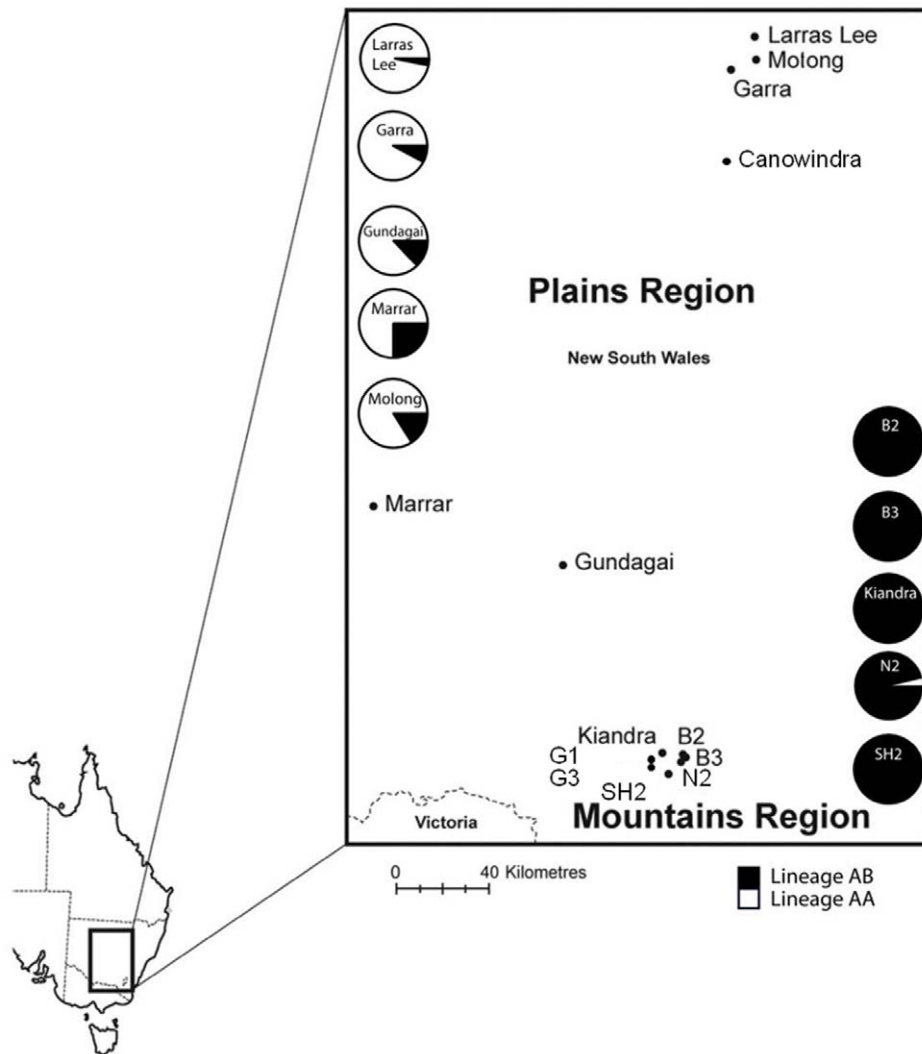 Larras
Lee
Garra
Gundagai
Marrar
Molong
Larras Lee
Molong
Garra
Canowindra
Plains Region
New South Wales
Marrar
Gundagai
B2
B3
Kiandra
N2
SH2
Kiandra
B2
G1
B3
G3
N2
SH2
Mountains Region
Victoria
0
40 Kilometres
Lineage AB
Lineage AA